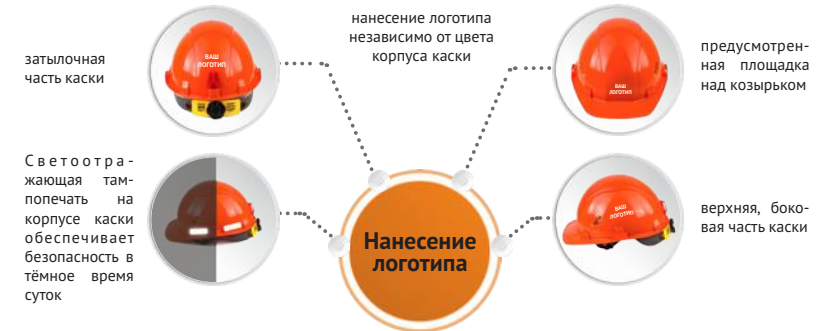 затылочная
часть каски
ВАШ
ЛОГОТИП
нанесение логотипа
независимо от цвета
корпуса каски
ВАШ
ЛОГОТИП
предусмотрен-
ная площадка
над козырьком
Светоотра-
жающая там-
попечать на
корпусе каски
обеспечивает
безопасность в
тёмное время
суток
Нанесение
логотипа
ВАШ
ЛОГОТИП
верхняя, боко-
вая часть каски